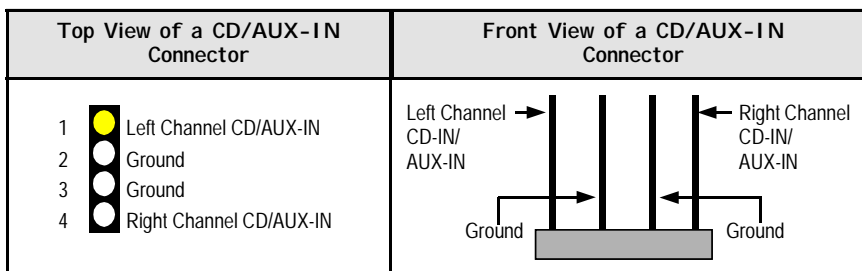 Top View of a CD/AUX-IN
Connector
Front View of a CD/AUX-IN
Connector
1 Left Channel CD/AUX-IN
2 Ground
3 Ground
4 Right Channel CD/AUX-IN
Left Channel
CD-IN/
AUX-IN
Right Channel
CD-IN/
AUX-IN
Ground
Ground